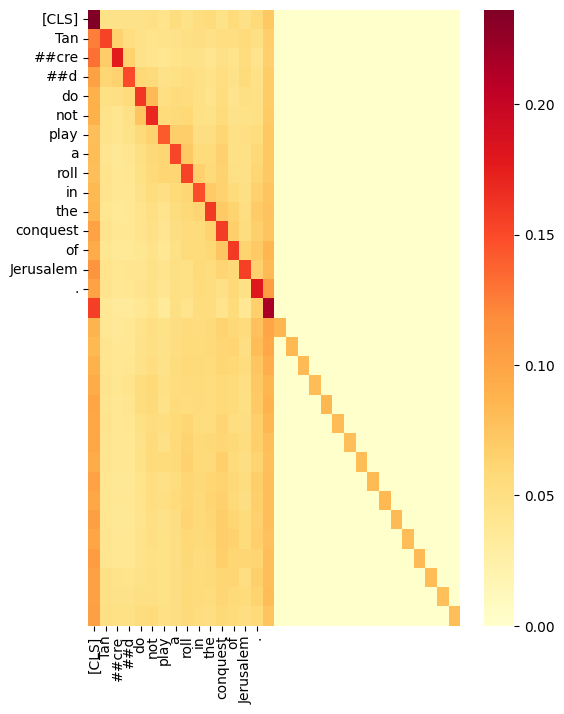 [CLS]
Tan
##cre
##d
do
not
play
a
roll
in
the
conquest
of
Jerusalem
.
0.20
0.15
0.10
0.05
0.00
[CLS]
Tan
##cre
##d
do
not
play
a
roll
in
the
conquest
of
Jerusalem
.